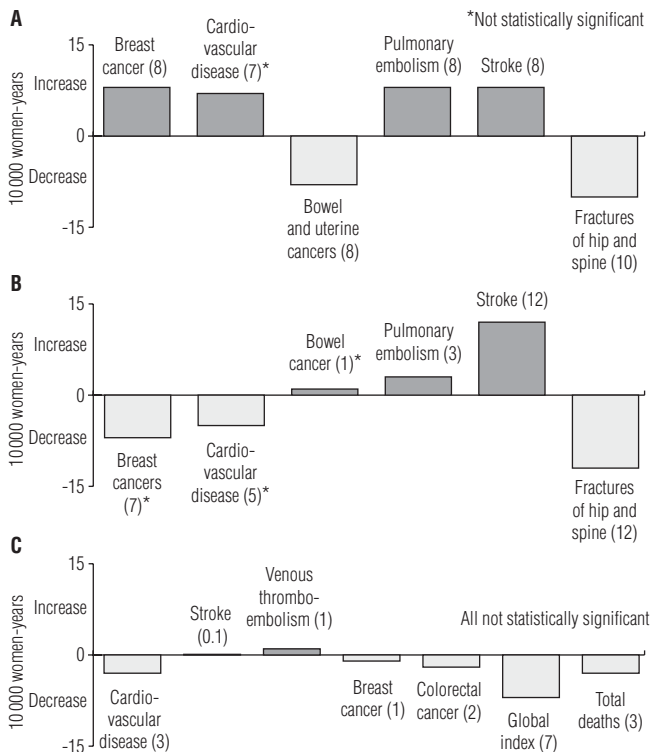 A
*Not statistically significant
10 000 women-years
15
Increase
0
Decrease
-15
Breast
cancer (8)
Cardio-
vascular
disease (7)*
Bowel
and uterine
cancers (8)
Pulmonary
embolism (8)
Stroke (8)
Fractures
of hip and
spine (10)
B
10 000 women-years
15
Increase
0
Decrease
-15
Breast
cancers
(7)*
Cardio-
vascular
disease (5)*
Bowel
cancer (1)*
Pulmonary
embolism (3)
Stroke (12)
Fractures
of hip and
spine (12)
C
All not statistically significant
10 000 women-years
15
Increase
0
Decrease
-15
Cardio-
vascular
disease (3)
Stroke
(0.1)
Venous
thrombo-
embolism (1)
Breast
cancer (1)
Colorectal
cancer (2)
Global
index (7)
Total
deaths (3)